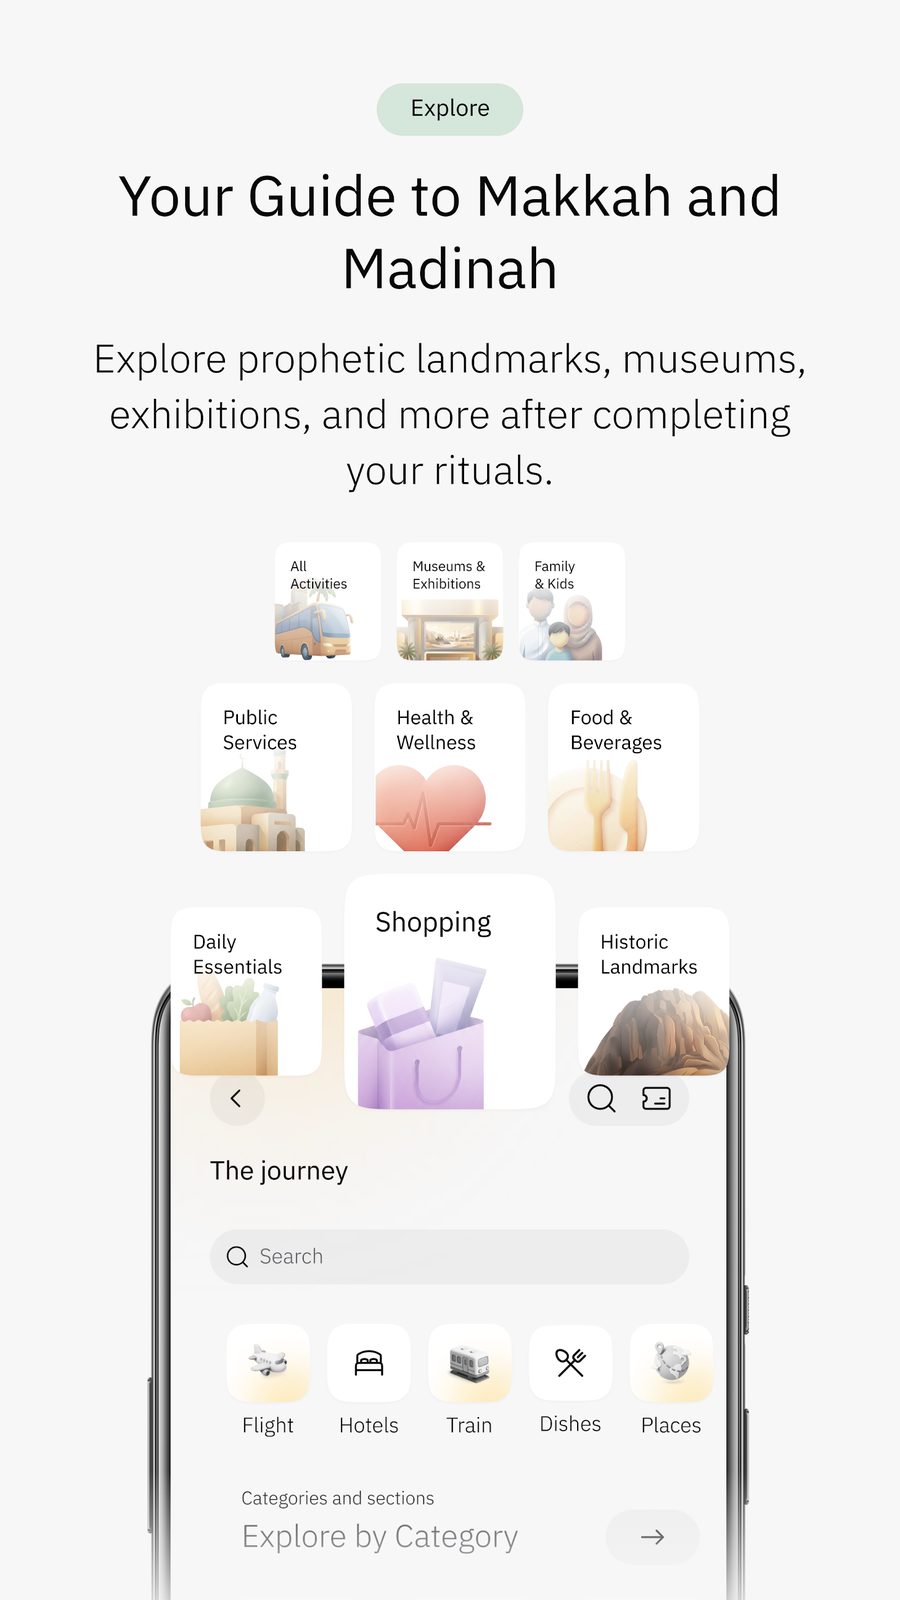 Explore
Your Guide to Makkah and
Madinah
Explore prophetic landmarks, museums,
exhibitions, and more after completing
your rituals.
All
Activities
Museums &
Exhibitions
Family
& Kids
Public
Services
Health &
Wellness
Food &
Beverages
Daily
Essentials
Shopping
Historic
Landmarks
The journey
Search
Flight
Hotels
Train
Dishes
Places
Categories and sections
Explore by Category